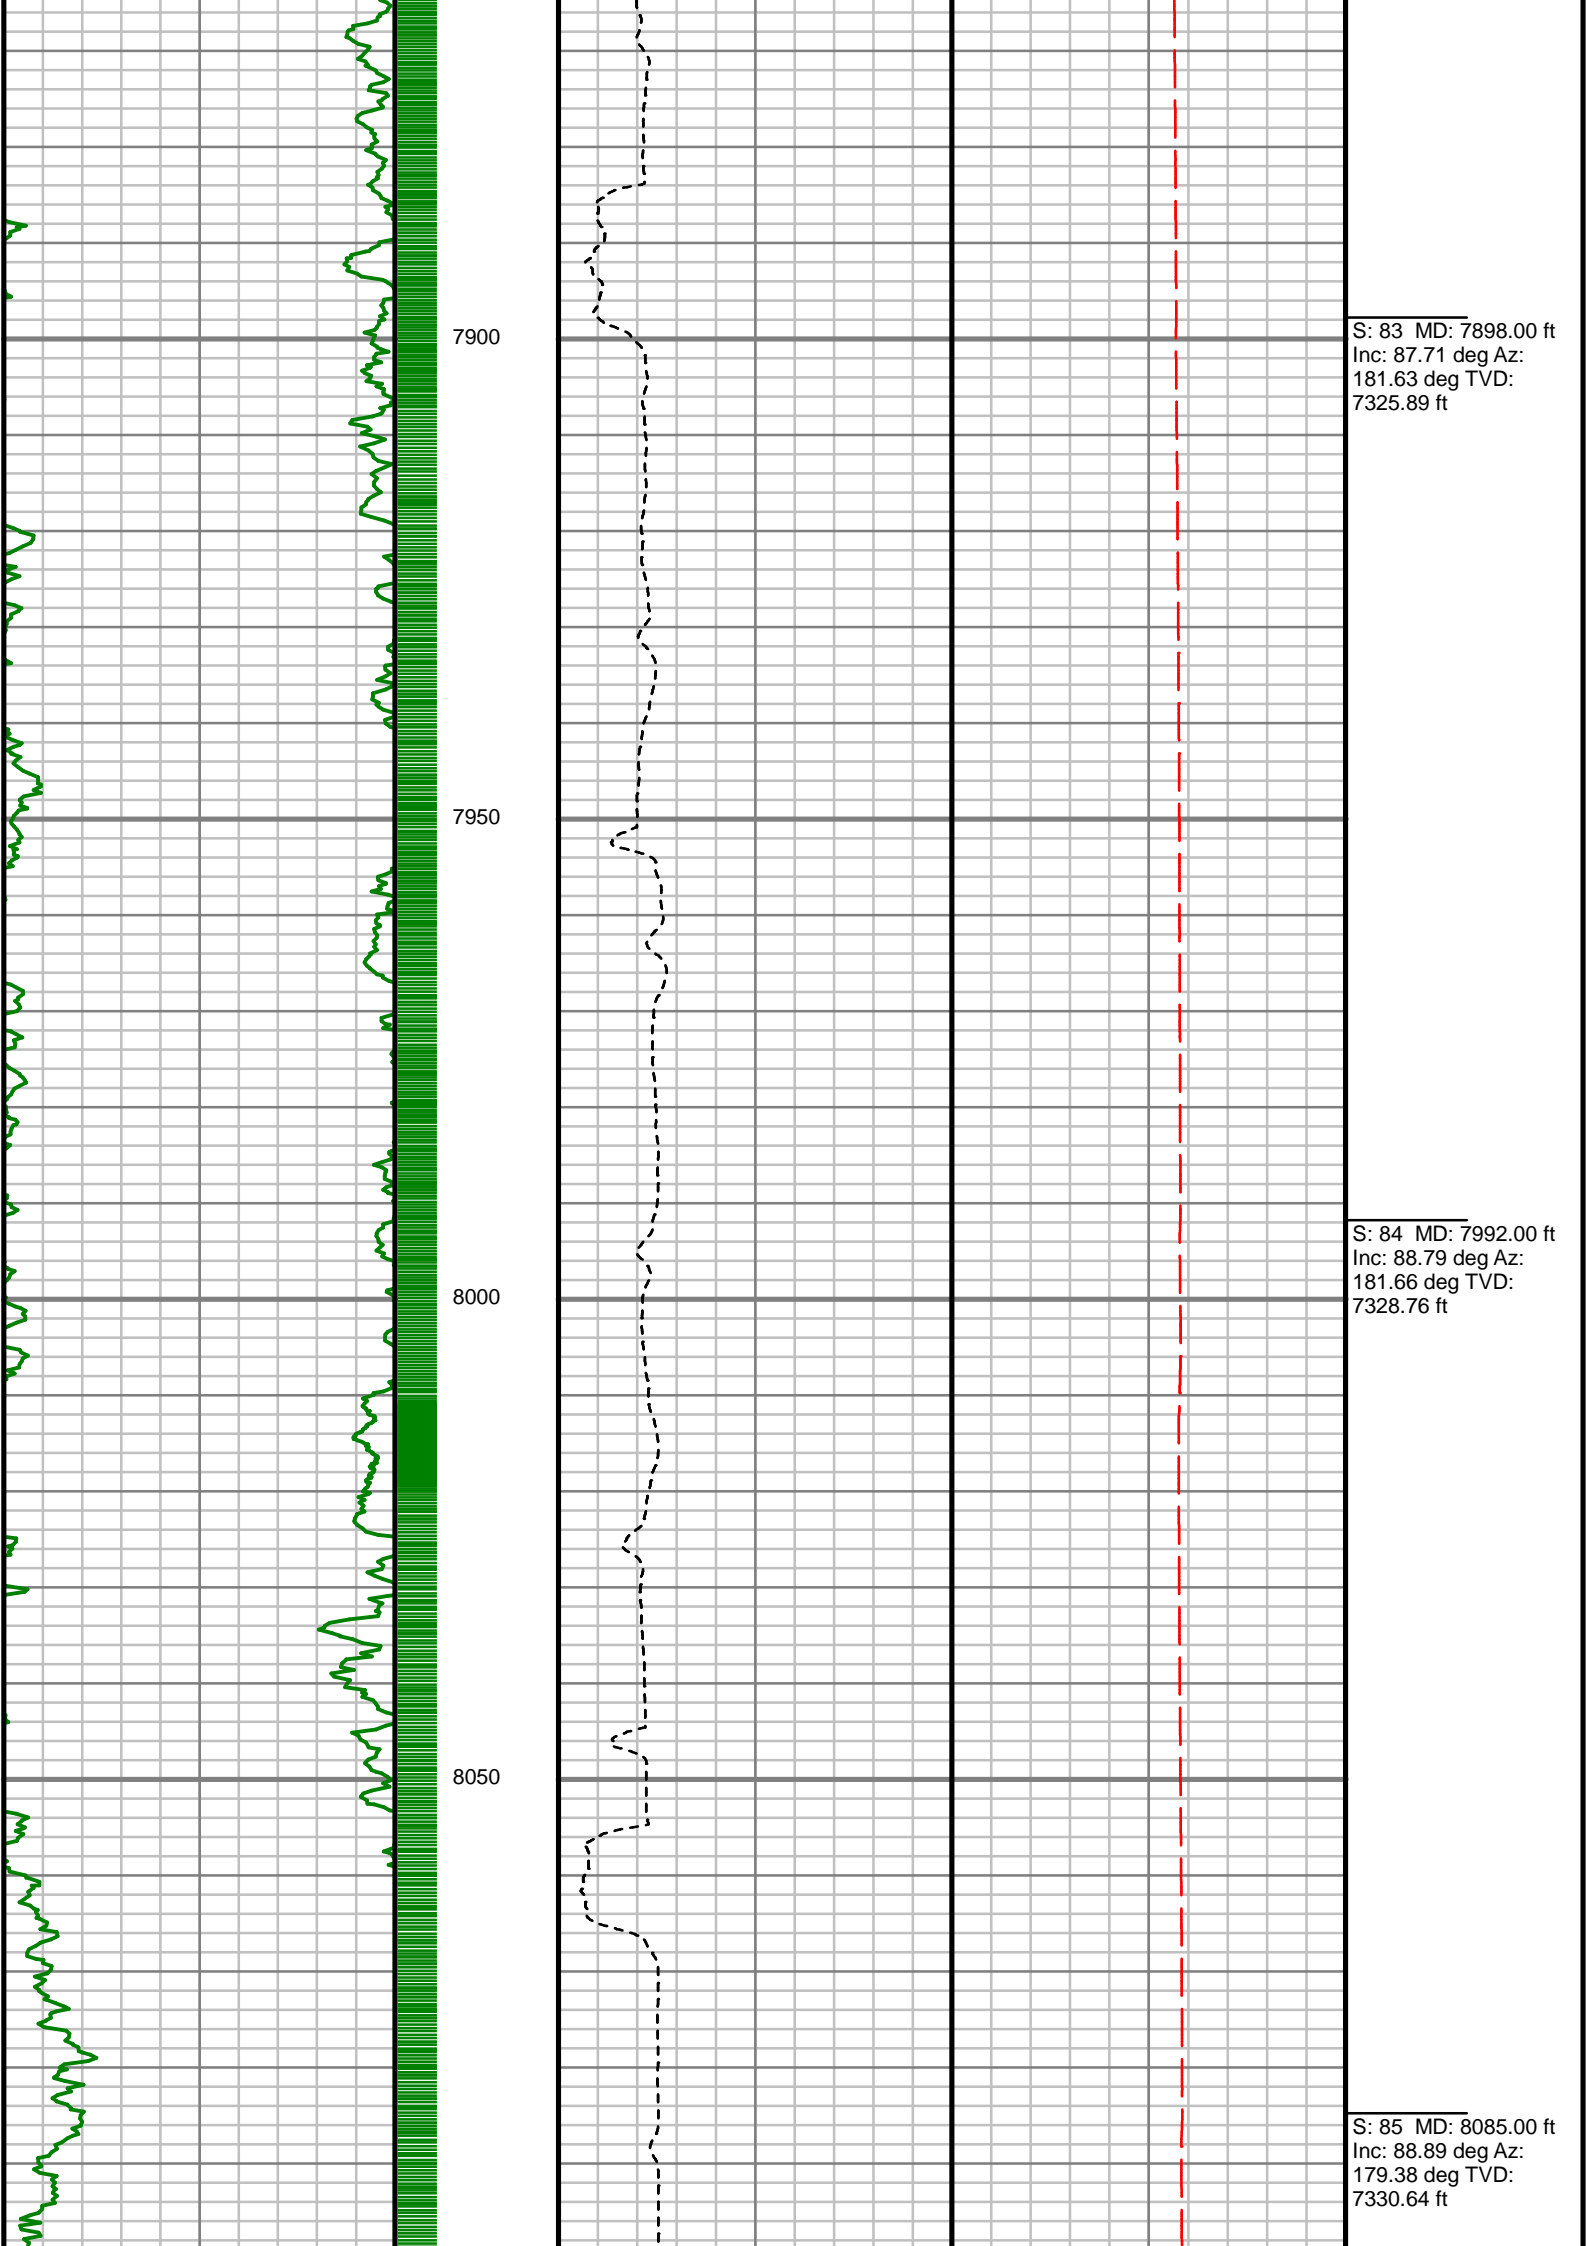 7900
S: 83 MD: 7898.00 ft
Inc: 87.71 deg Az:
181.63 deg TVD:
7325.89 ft
7950
S: 84 MD: 7992.00 ft
Inc: 88.79 deg Az:
181.66 deg TVD:
7328.76 ft
8000
8050
S: 85 MD: 8085.00 ft
Inc: 88.89 deg Az:
179.38 deg TVD:
7330.64 ft